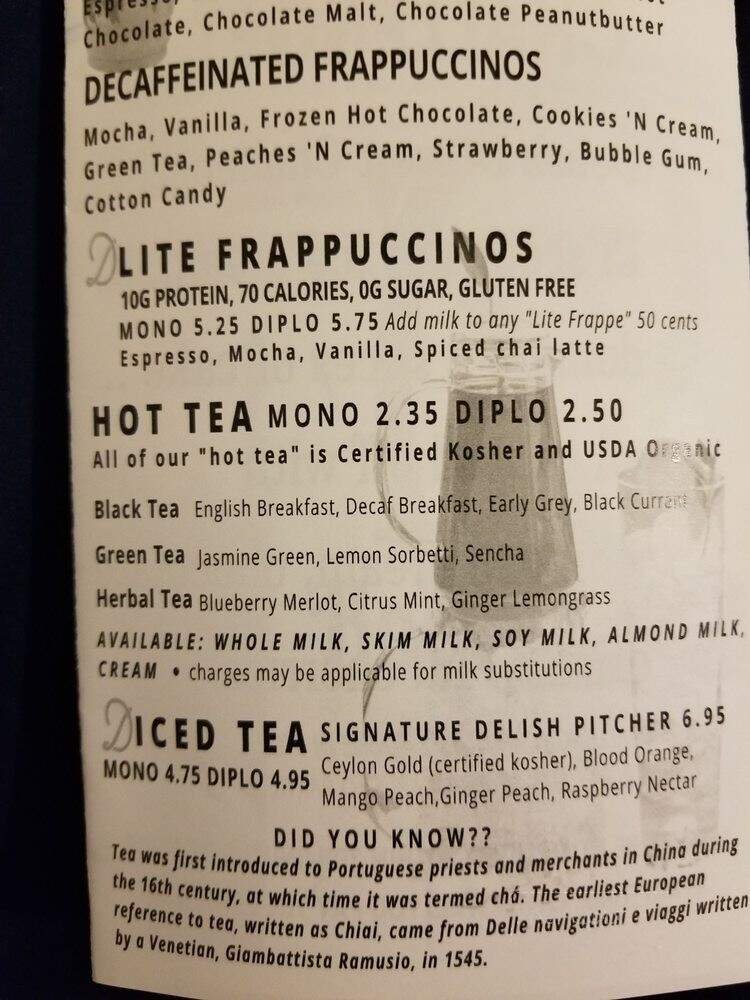 Espresso,
Chocolate, Chocolate Malt, Chocolate Peanutbutter
DECAFFEINATED FRAPPUCCINOS
Mocha, Vanilla, Frozen Hot Chocolate, Cookies 'N Cream,
Green Tea, Peaches 'N Cream, Strawberry, Bubble Gum,
Cotton Candy
D LITE FRAPPUCCINOS
10G PROTEIN, 70 CALORIES, 0G SUGAR, GLUTEN FREE
MONO 5.25 DIPLO 5.75 Add milk to any "Lite Frappe" 50 cents
Espresso, Mocha, Vanilla, Spiced chai latte
HOT TEA MONO 2.35 DIPLO 2.50
All of our "hot tea" is Certified Kosher and USDA Organic
Black Tea English Breakfast, Decaf Breakfast, Early Grey, Black Currant
Green Tea Jasmine Green, Lemon Sorbetti, Sencha
Herbal Tea Blueberry Merlot, Citrus Mint, Ginger Lemongrass
AVAILABLE: WHOLE MILK, SKIM MILK, SOY MILK, ALMOND MILK,
CREAM • charges may be applicable for milk substitutions
D ICED TEA SIGNATURE DELISH PITCHER 6.95
MONO 4.75 DIPLO 4.95 Ceylon Gold (certified kosher), Blood Orange,
Mango Peach,Ginger Peach, Raspberry Nectar
DID YOU KNOW??
Tea was first introduced to Portuguese priests and merchants in China during
the 16th century, at which time it was termed chá. The earliest European
reference to tea, written as Chiai, came from Delle navigationi e viaggi written
by a Venetian, Giambattista Ramusio, in 1545.